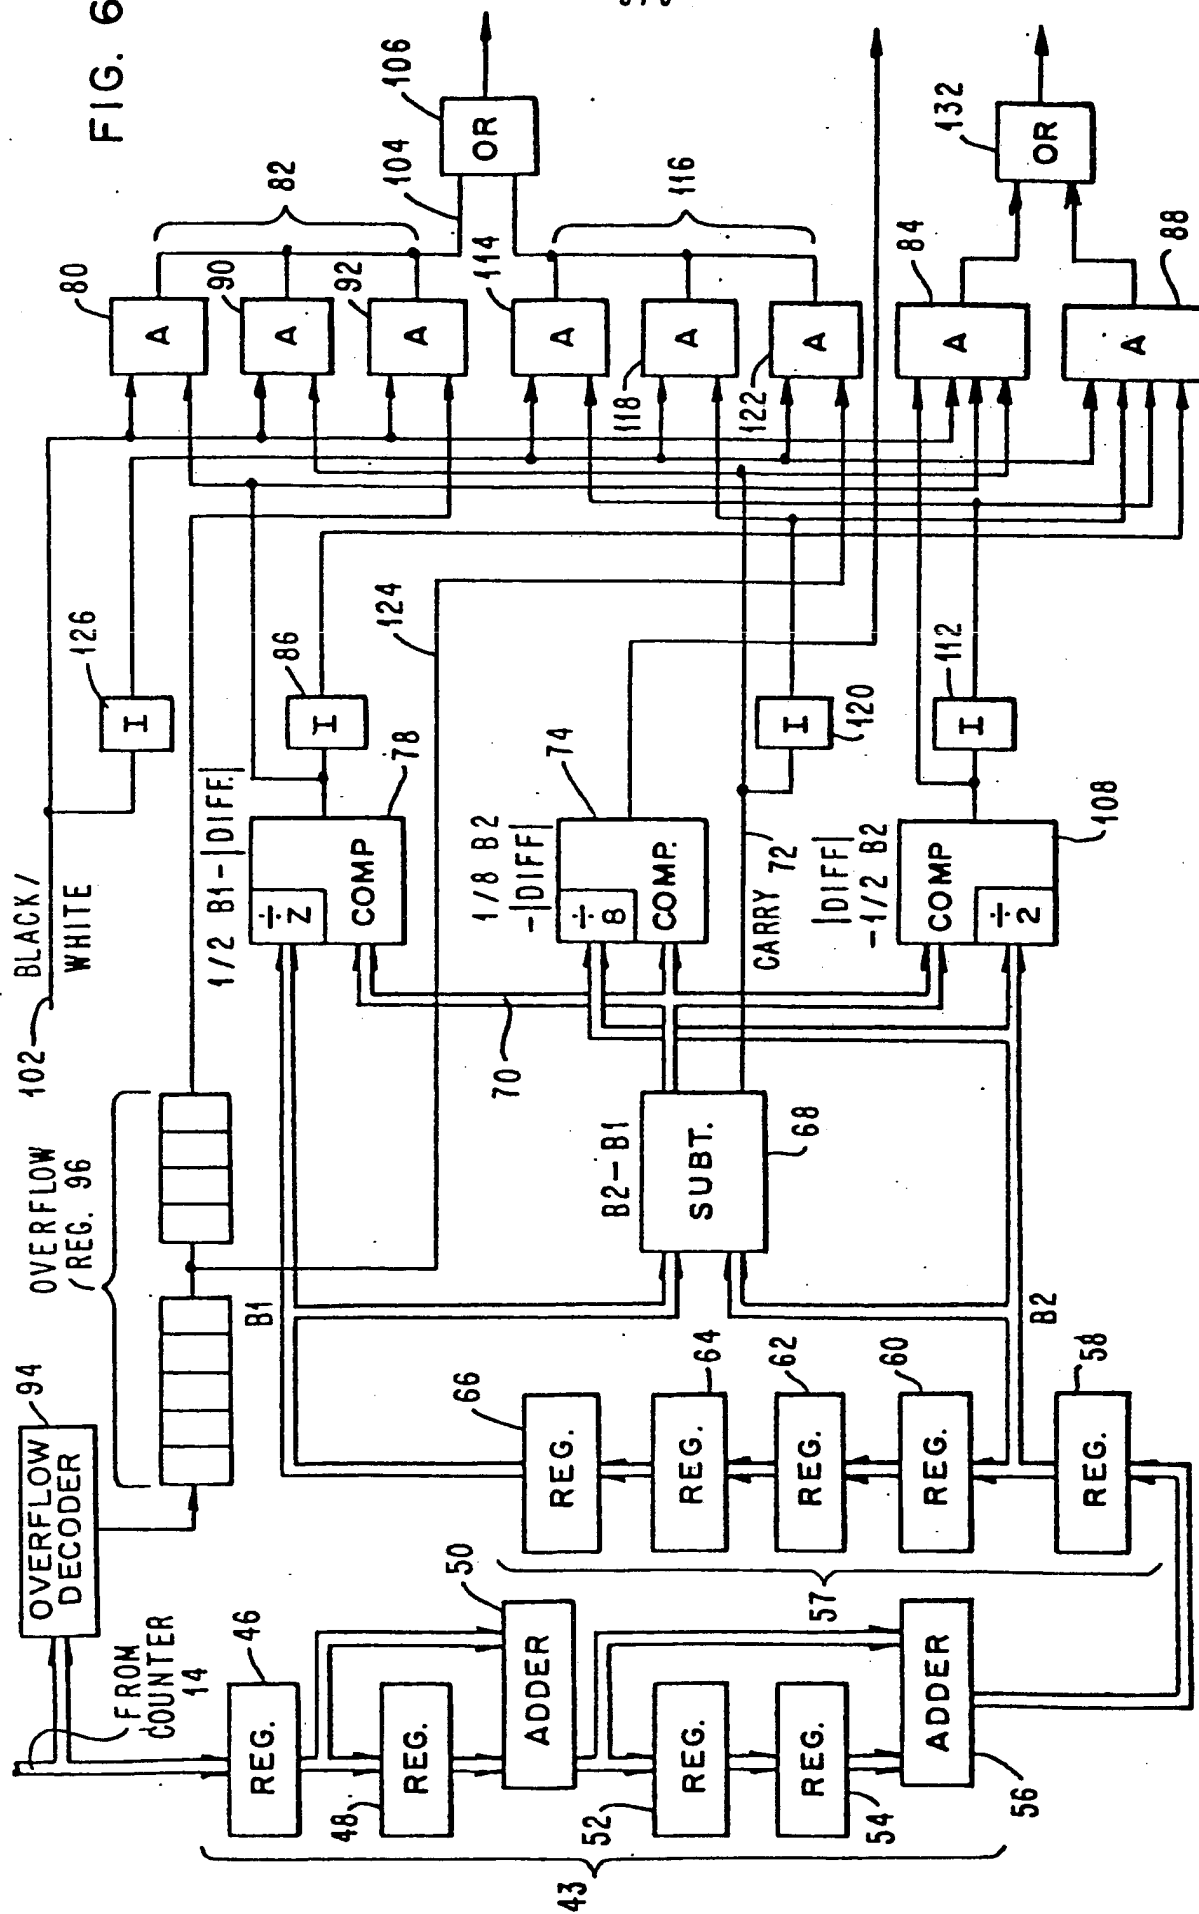 FIG. 6
102
BLACK/
WHITE
126
I
OVERFLOW
REG. 96
94
OVERFLOW
DECODER
FROM
COUNTER
14
80
A
90
A
82
92
A
104
106
OR
114
A
116
118
A
122
A
84
A
132
OR
88
A
124
86
I
1/2 B1-|DIFF.|
÷
Z
COMP
78
1/8 B2
-|DIFF|
÷
8
COMP.
74
CARRY 72
I
120
|DIFF|
-1/2 B2
COMP
÷
2
108
I
112
70
B1
B2-B1
SUBT.
68
B2
66
REG.
64
REG.
62
REG.
60
REG.
58
REG.
57
46
REG.
48
REG.
50
ADDER
52
REG.
54
REG.
56
ADDER
43